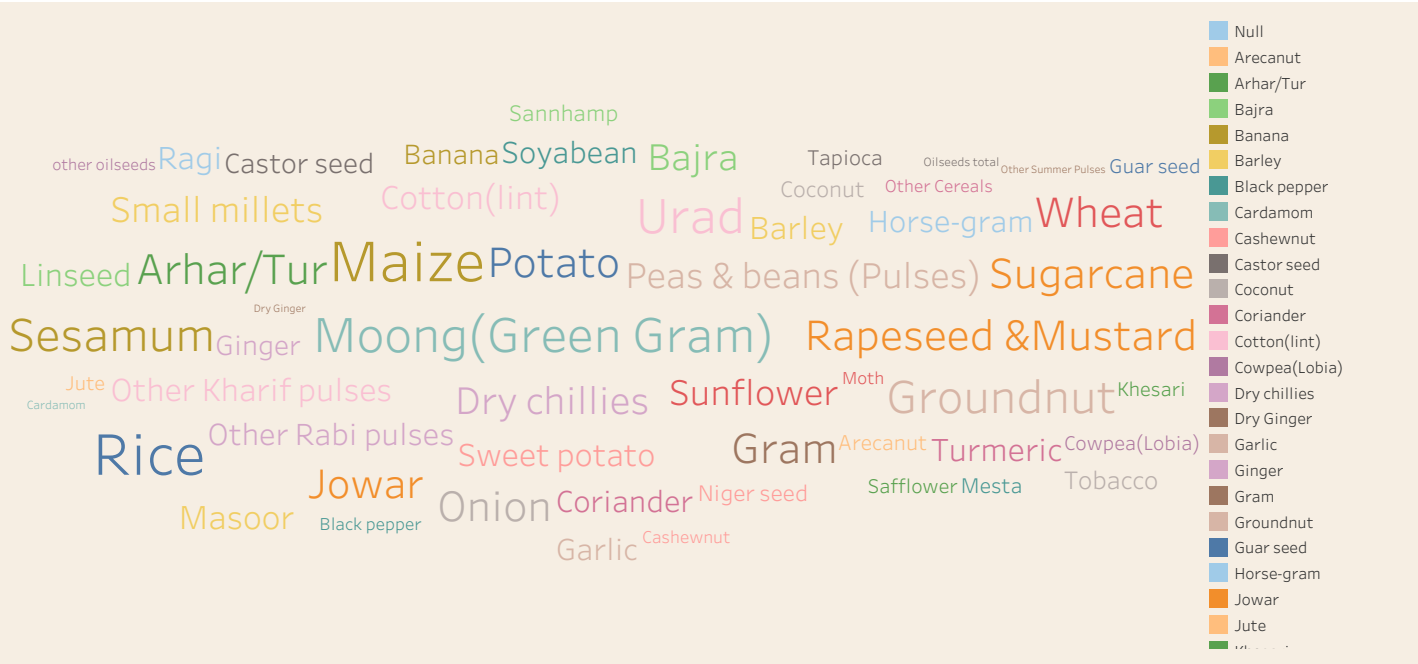 Sannhamp
other oilseeds Ragi Castor seed Banana Soyabean Bajra Tapioca Oilseeds total Other Summer Pulses Guar seed
Small millets Cotton(lint) Urad Barley Coconut Other Cereals Horse-gram Wheat
Linseed Arhar/Tur Maize Potato Peas & beans (Pulses) Sugarcane
Dry Ginger
Sesamum Ginger Moong(Green Gram) Rapeseed &Mustard
Jute Other Kharif pulses Dry chillies Sunflower Moth Groundnut Khesari
Cardamom
Rice Other Rabi pulses Sweet potato Gram Arecanut Turmeric Cowpea(Lobia)
Jowar Onion Coriander Niger seed Safflower Mesta Tobacco
Masoor Black pepper
Garlic Cashewnut
Null
Arecanut
Arhar/Tur
Bajra
Banana
Barley
Black pepper
Cardamom
Cashewnut
Castor seed
Coconut
Coriander
Cotton(lint)
Cowpea(Lobia)
Dry chillies
Dry Ginger
Garlic
Ginger
Gram
Groundnut
Guar seed
Horse-gram
Jowar
Jute